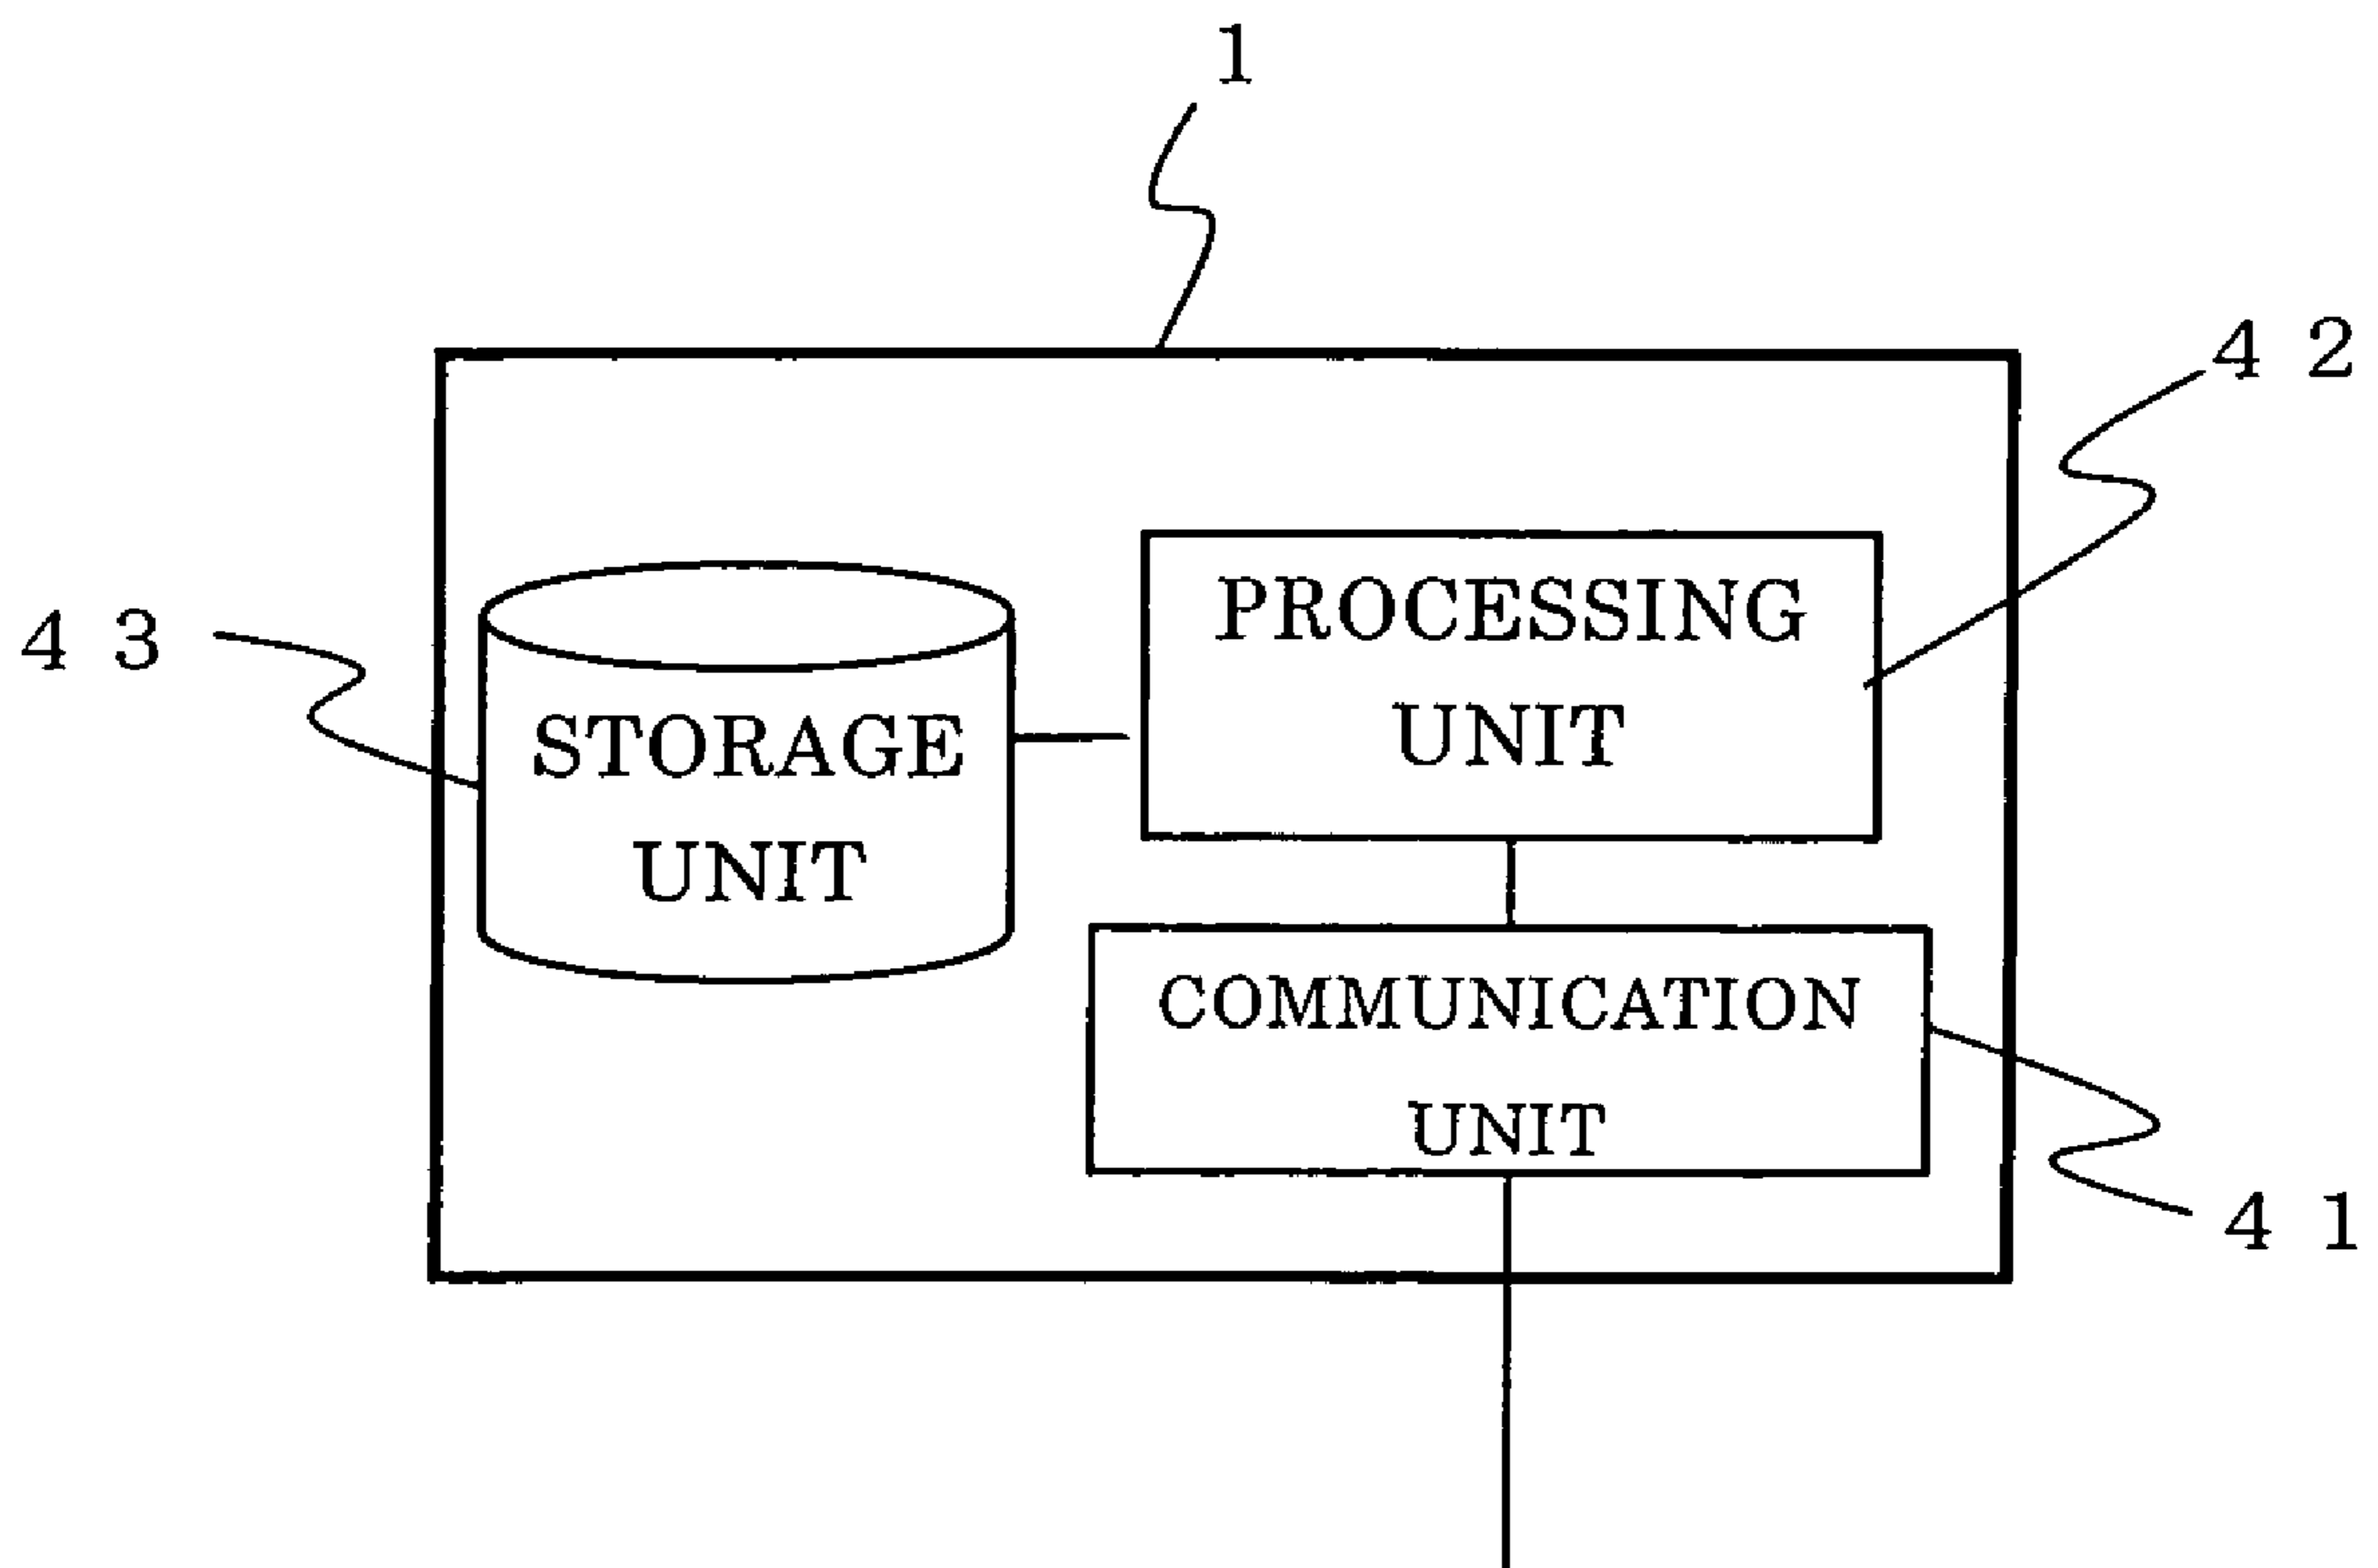 1
4 2
4 3
STORAGE
UNIT
PROCESSING
UNIT
COMMUNICATION
UNIT
4 1